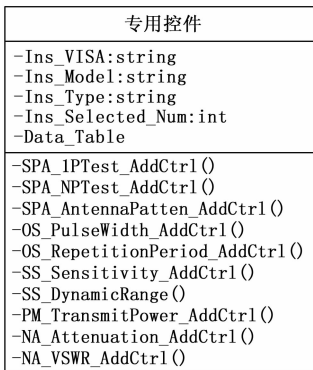 专用控件
-Ins_VISA:string
-Ins_Model:string
-Ins_Type:string
-Ins_Selected_Num:int
-Data_Table
-SPA_1PTest_AddCtrl()
-SPA_NPTest_AddCtrl()
-SPA_AntennaPatten_AddCtrl()
-OS_PulseWidth_AddCtrl()
-OS_RepetitionPeriod_AddCtrl()
-SS_Sensitivity_AddCtrl()
-SS_DynamicRange()
-PM_TransmitPower_AddCtrl()
-NA_Attenuation_AddCtrl()
-NA_VSWR_AddCtrl()